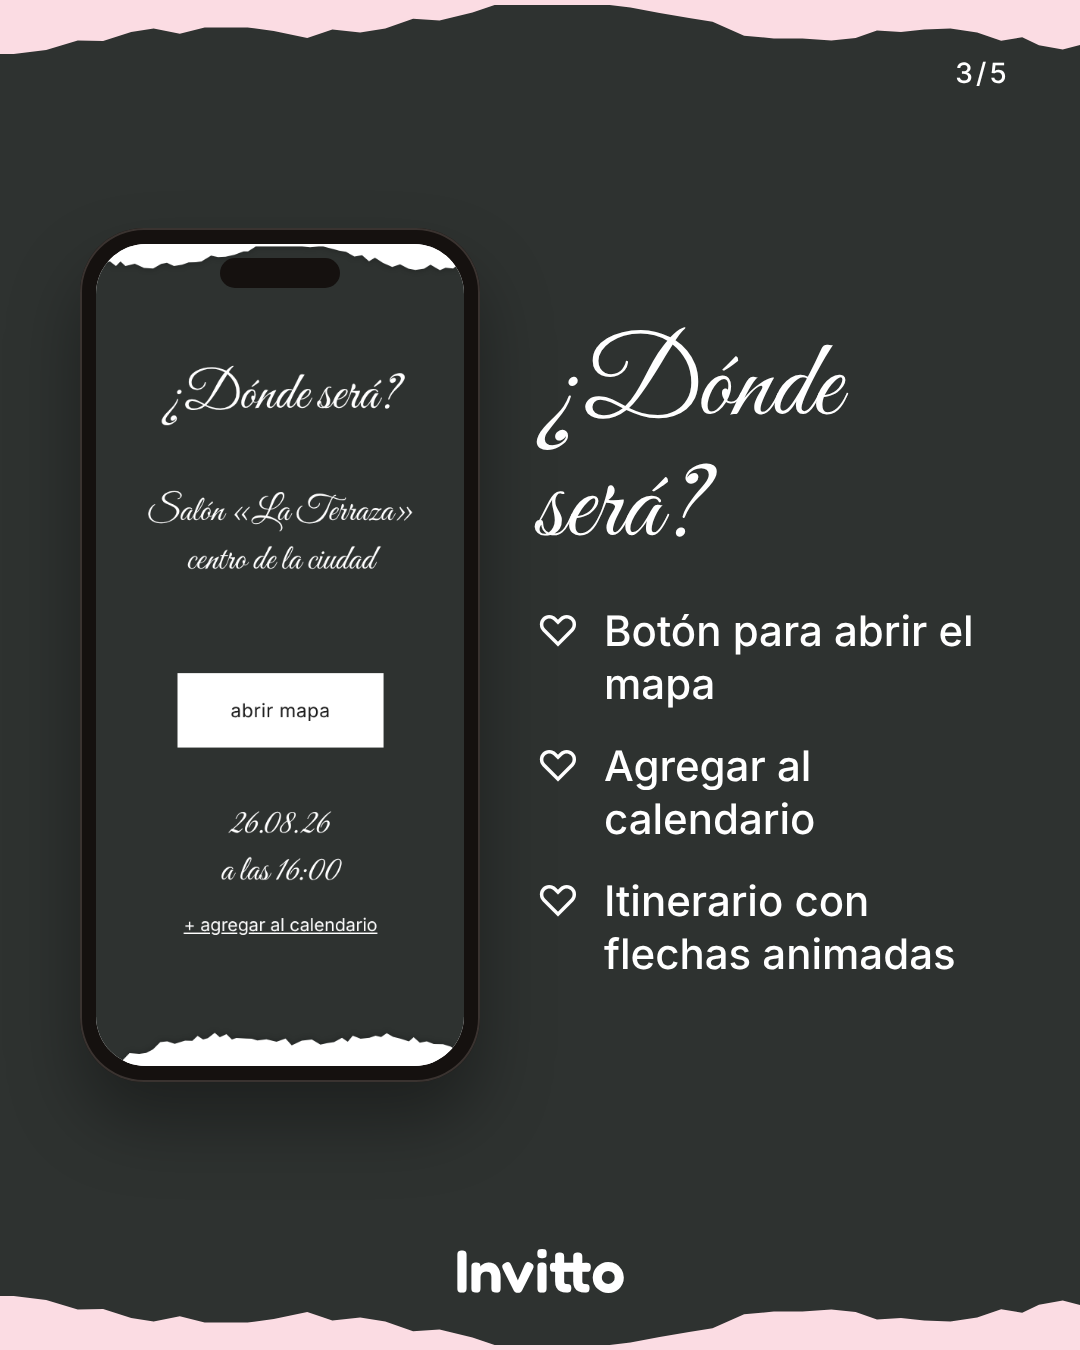 3/5
¿Dónde será?
Salón «La Terraza»
centro de la ciudad
abrir mapa
26.08.26
a las 16:00
+ agregar al calendario
¿Dónde
será?
Botón para abrir el
mapa
Agregar al
calendario
Itinerario con
flechas animadas
Invitto